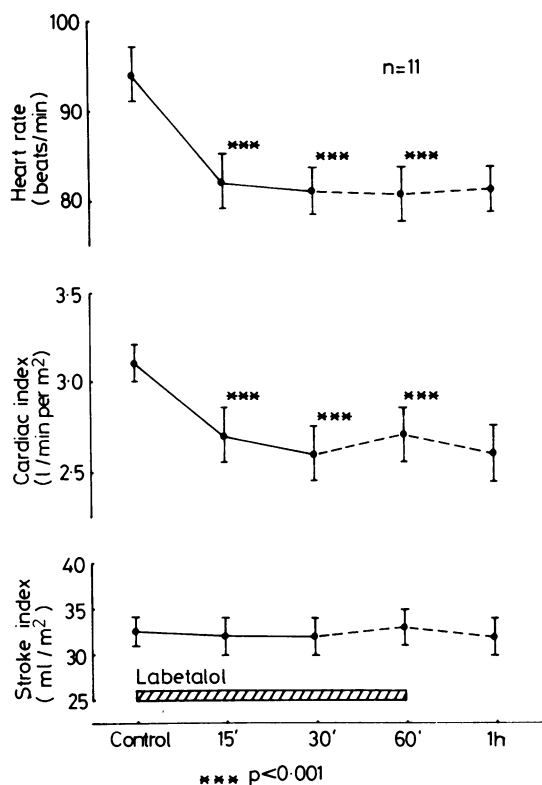 100
90
80
Heart rate
(beats/min)
n=11
***
***
***
3·5
3·0
2·5
Cardiac index
(l/min per m²)
***
***
***
40
35
30
25
Stroke index
(ml/m²)
Labetalol
Control 15' 30' 60' 1h
*** p<0·001